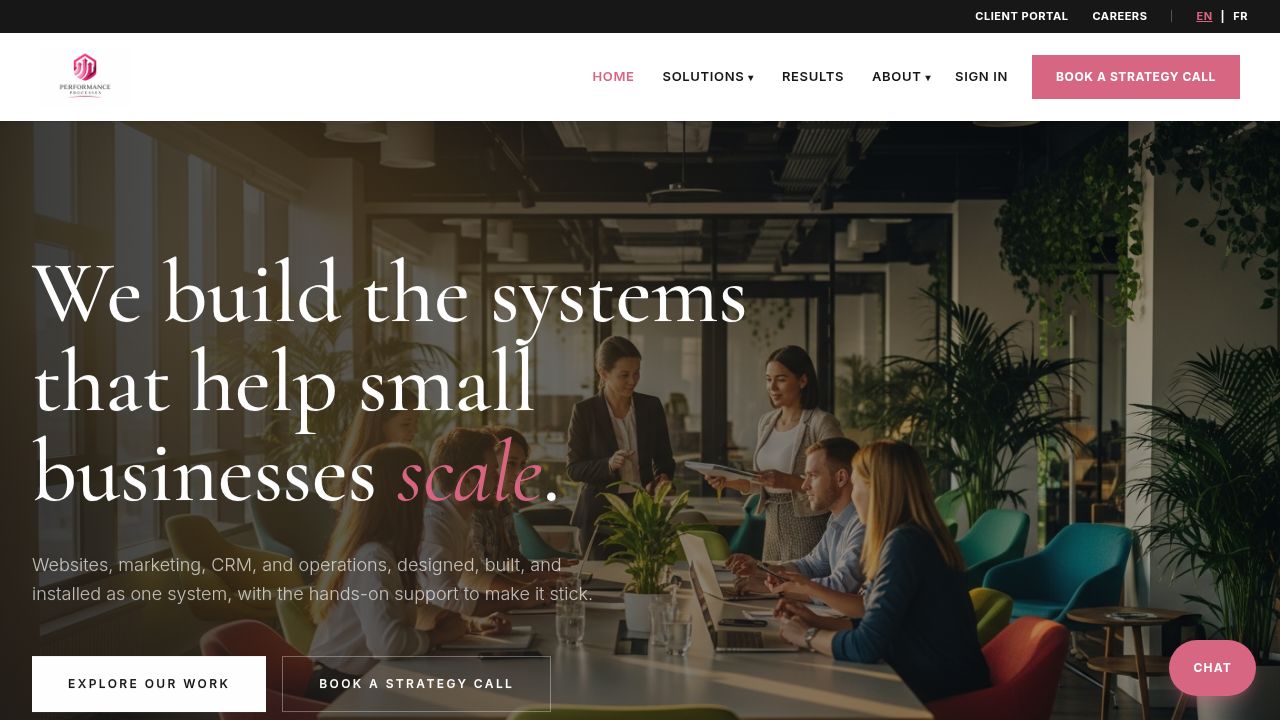 CLIENT PORTAL CAREERS EN | FR
PERFORMANCE
PROCESSES
HOME SOLUTIONS ▾ RESULTS ABOUT ▾ SIGN IN BOOK A STRATEGY CALL
We build the systems
that help small
businesses scale.
Websites, marketing, CRM, and operations, designed, built, and
installed as one system, with the hands-on support to make it stick.
EXPLORE OUR WORK BOOK A STRATEGY CALL
CHAT